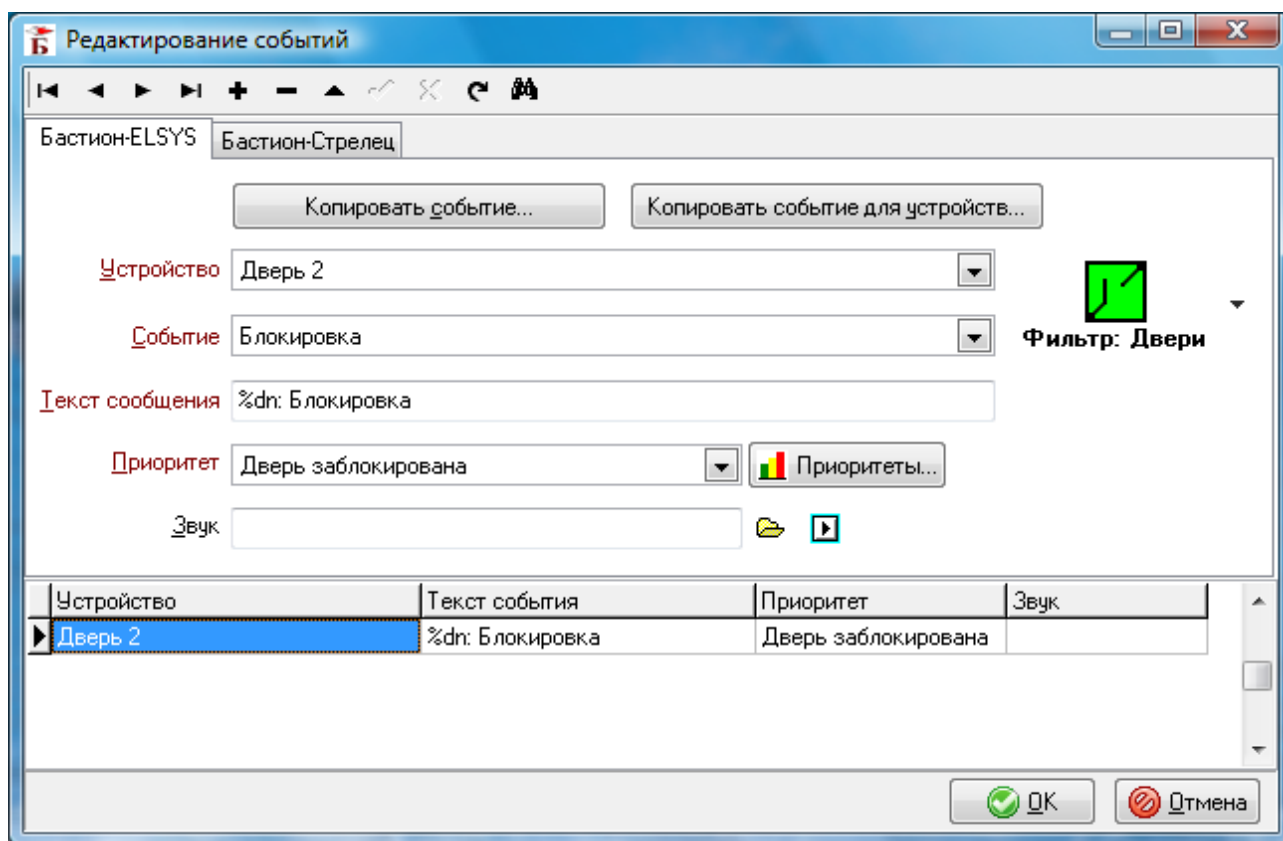 Редактирование событий
Бастион-ELSYS Бастион-Стрелец
Копировать событие... Копировать событие для устройств...
Устройство Дверь 2
Событие Блокировка
Фильтр: Двери
Текст сообщения %dn: Блокировка
Приоритет Дверь заблокирована Приоритеты...
Звук
Устройство Текст события Приоритет Звук
Дверь 2 %dn: Блокировка Дверь заблокирована
OK Отмена